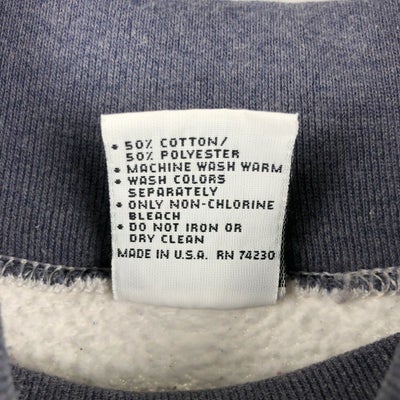 • 50% COTTON/
50% POLYESTER
• MACHINE WASH WARM
• WASH COLORS
SEPARATELY
• ONLY NON-CHLORINE
BLEACH
• DO NOT IRON OR
DRY CLEAN
MADE IN U.S.A. RN 74230